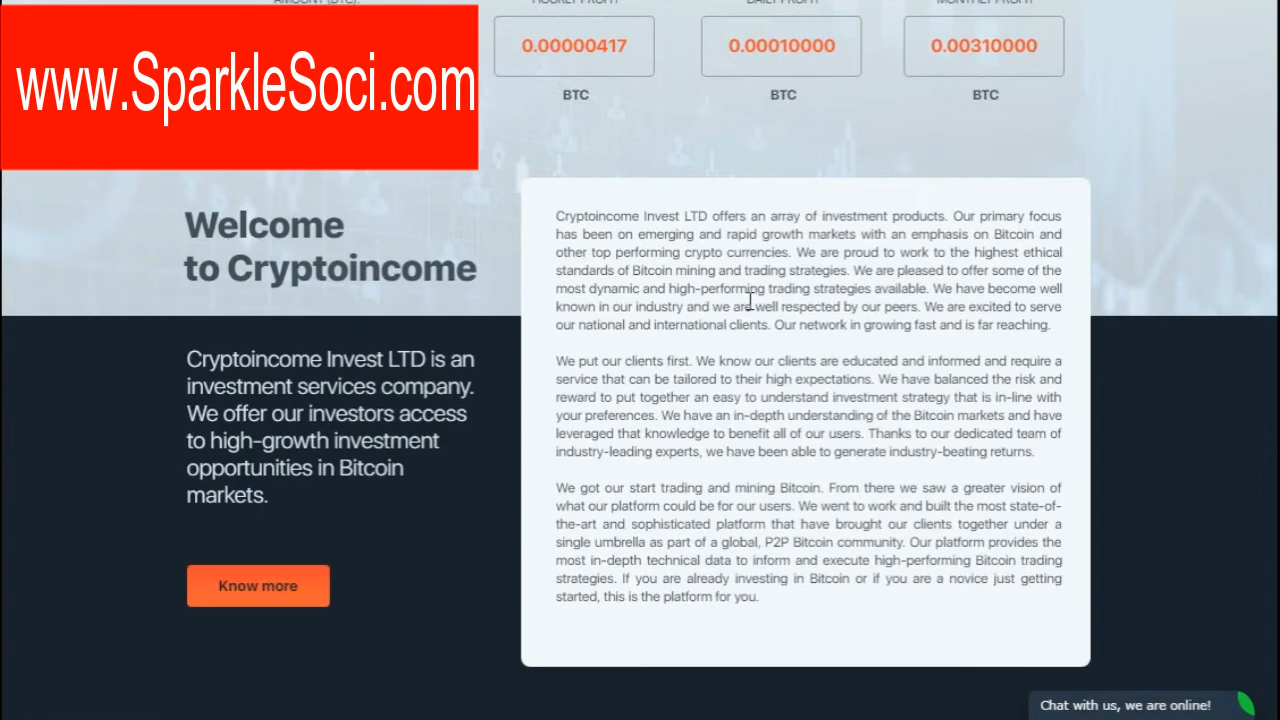 AMOUNT (BTC):
HOURLY PROFIT
DAILY PROFIT
MONTHLY PROFIT
0.00000417
0.00010000
0.00310000
BTC
BTC
BTC
www.SparkleSoci.com
Welcome
to Cryptoincome
Cryptoincome Invest LTD is an
investment services company.
We offer our investors access
to high-growth investment
opportunities in Bitcoin
markets.
Know more
Cryptoincome Invest LTD offers an array of investment products. Our primary focus
has been on emerging and rapid growth markets with an emphasis on Bitcoin and
other top performing crypto currencies. We are proud to work to the highest ethical
standards of Bitcoin mining and trading strategies. We are pleased to offer some of the
most dynamic and high-performing trading strategies available. We have become well
known in our industry and we are well respected by our peers. We are excited to serve
our national and international clients. Our network in growing fast and is far reaching.
We put our clients first. We know our clients are educated and informed and require a
service that can be tailored to their high expectations. We have balanced the risk and
reward to put together an easy to understand investment strategy that is in-line with
your preferences. We have an in-depth understanding of the Bitcoin markets and have
leveraged that knowledge to benefit all of our users. Thanks to our dedicated team of
industry-leading experts, we have been able to generate industry-beating returns.
We got our start trading and mining Bitcoin. From there we saw a greater vision of
what our platform could be for our users. We went to work and built the most state-of-
the-art and sophisticated platform that have brought our clients together under a
single umbrella as part of a global, P2P Bitcoin community. Our platform provides the
most in-depth technical data to inform and execute high-performing Bitcoin trading
strategies. If you are already investing in Bitcoin or if you are a novice just getting
started, this is the platform for you.
Chat with us, we are online!